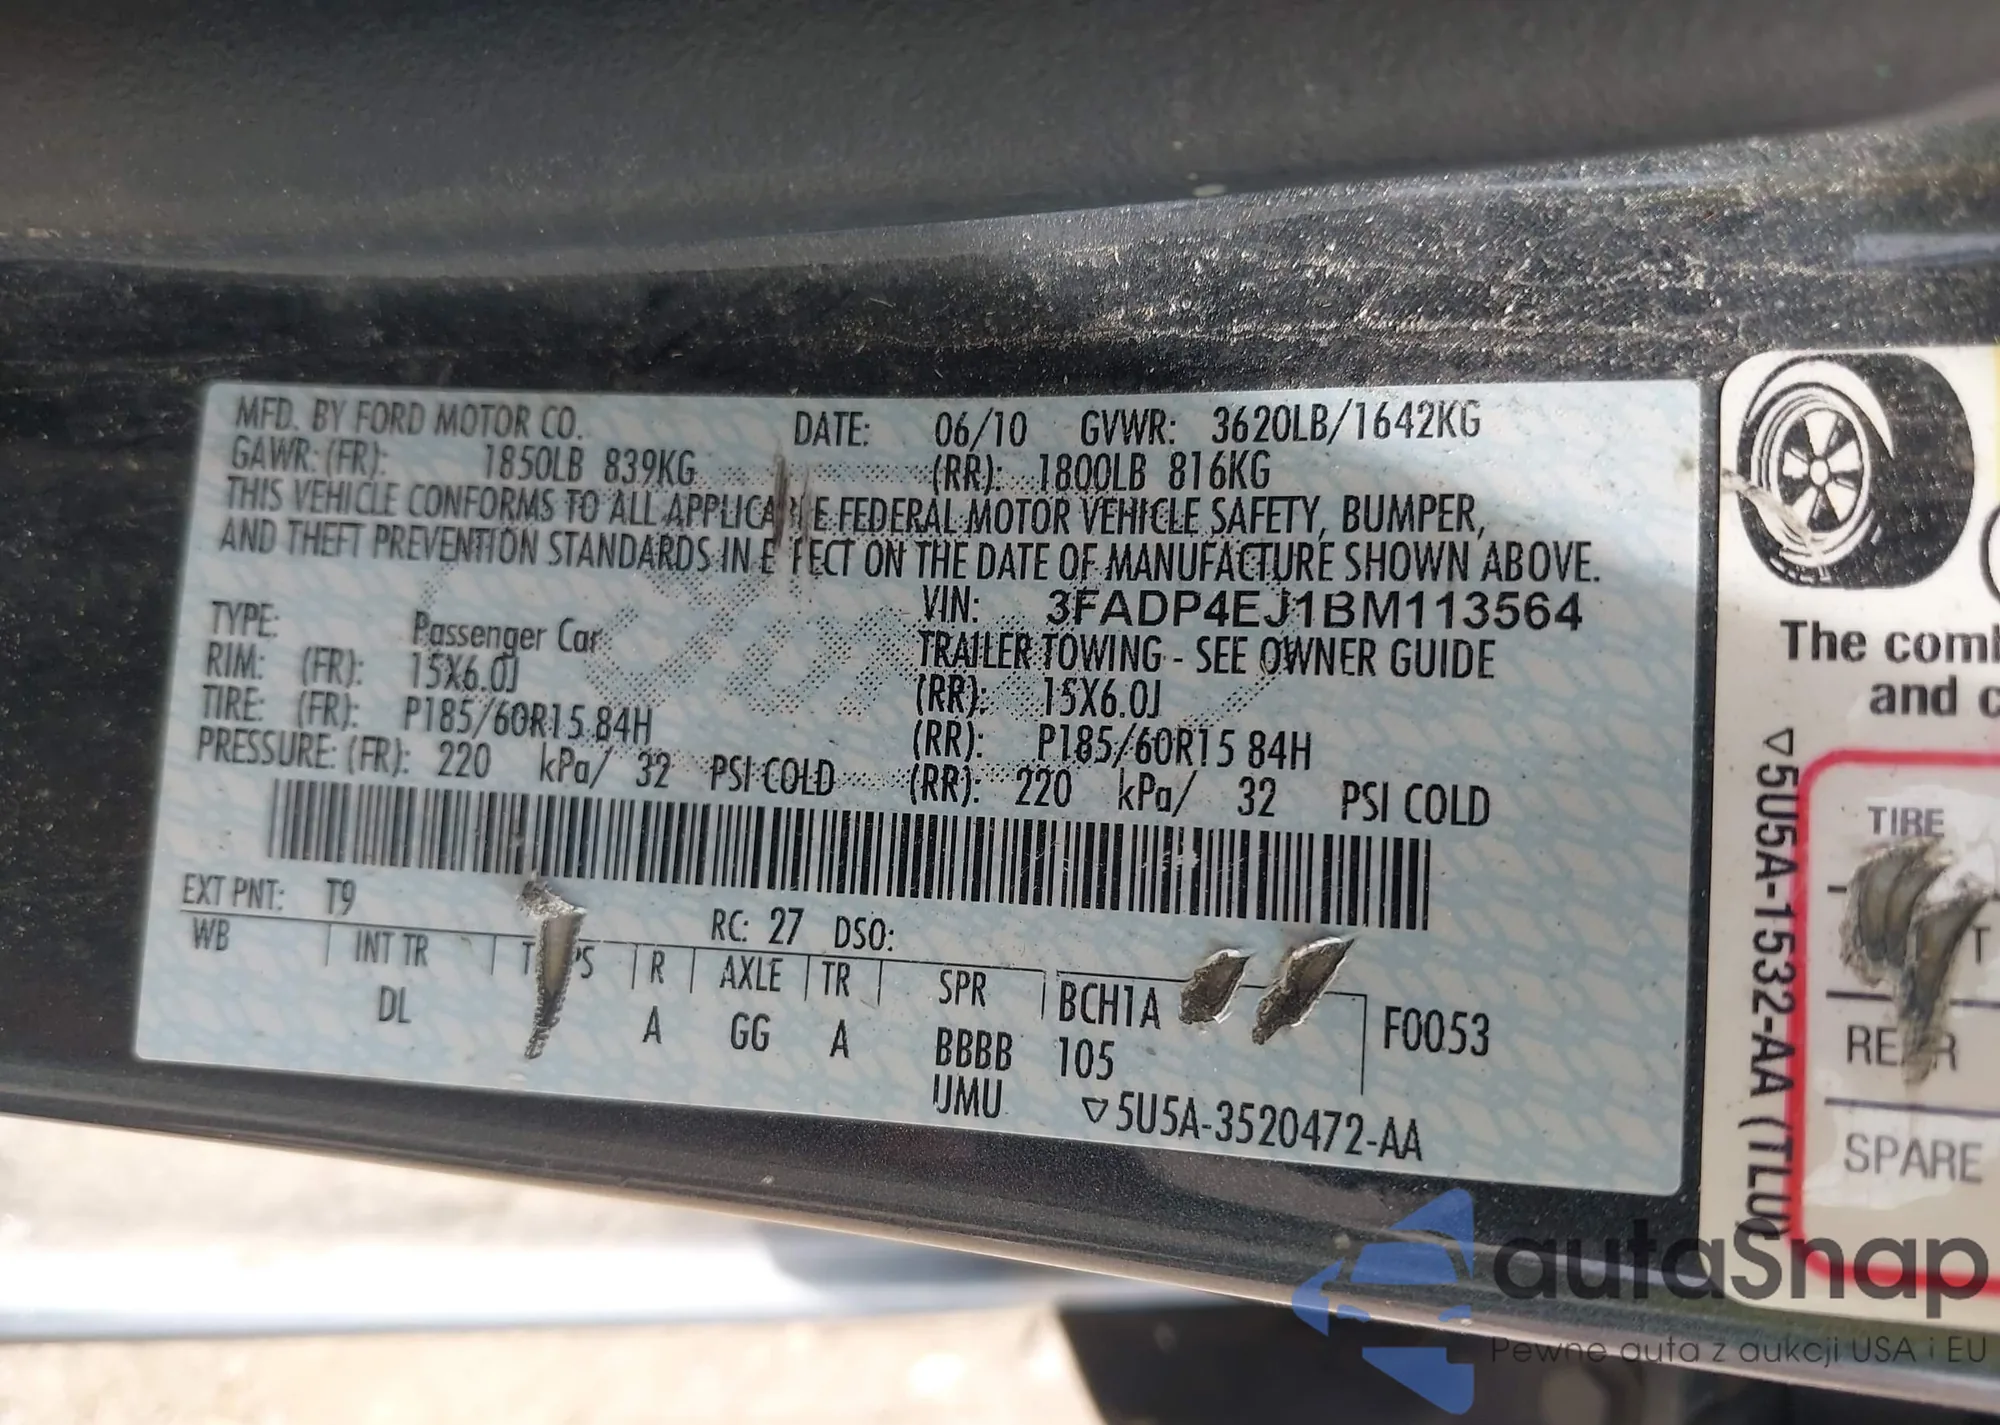 MFD. BY FORD MOTOR CO. DATE: 06/10 GVWR: 3620LB/1642KG
GAWR: (FR): 1850LB 839KG (RR): 1800LB 816KG
THIS VEHICLE CONFORMS TO ALL FEDERAL MOTOR VEHICLE SAFETY, BUMPER,
AND THEFT PREVENTION STANDARDS IN ON THE DATE OF MANUFACTURE SHOWN ABOVE.
VIN: 3FADP4EJ1BM113564
TYPE: Passenger Car TRAILER TOWING - SEE OWNER GUIDE
RIM: (FR): 15X6.0J (RR): 15X6.0J
TIRE: (FR): P185/60R15 84H (RR): P185/60R15 84H
PRESSURE: (FR): 220 kPa/ 32 PSI COLD (RR): 220 kPa/ 32 PSI COLD
EXT PNT: T9 RC: 27 DSO:
WB INT TR R AXLE TR SPR BCH1A F0053
DL A GG A BBBB 105
UMU ▽5U5A-3520472-AA
The
and
▽5U5A-1532-AA
TIRE
SPARE
autaSnap
Pewne auta z aukcji USA i EU